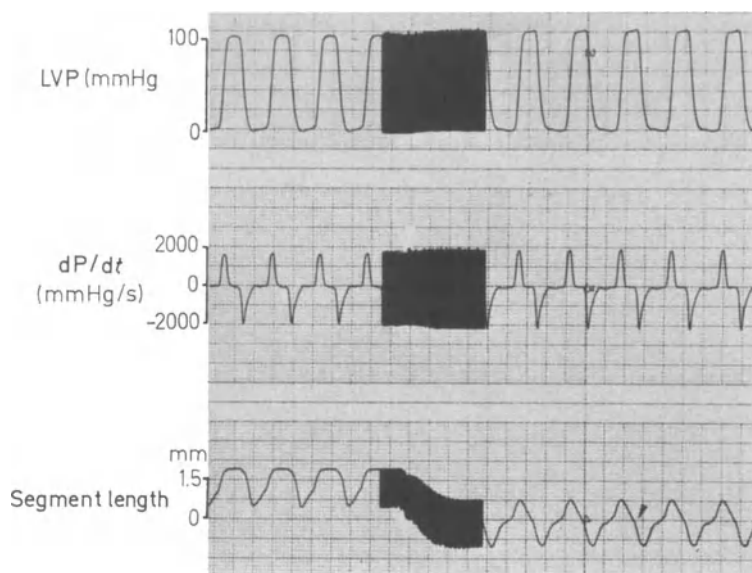 100
LVP (mmHg
0
2000
dP/dt
0
(mmHg/s)
-2000
mm
1.5
Segment length
0